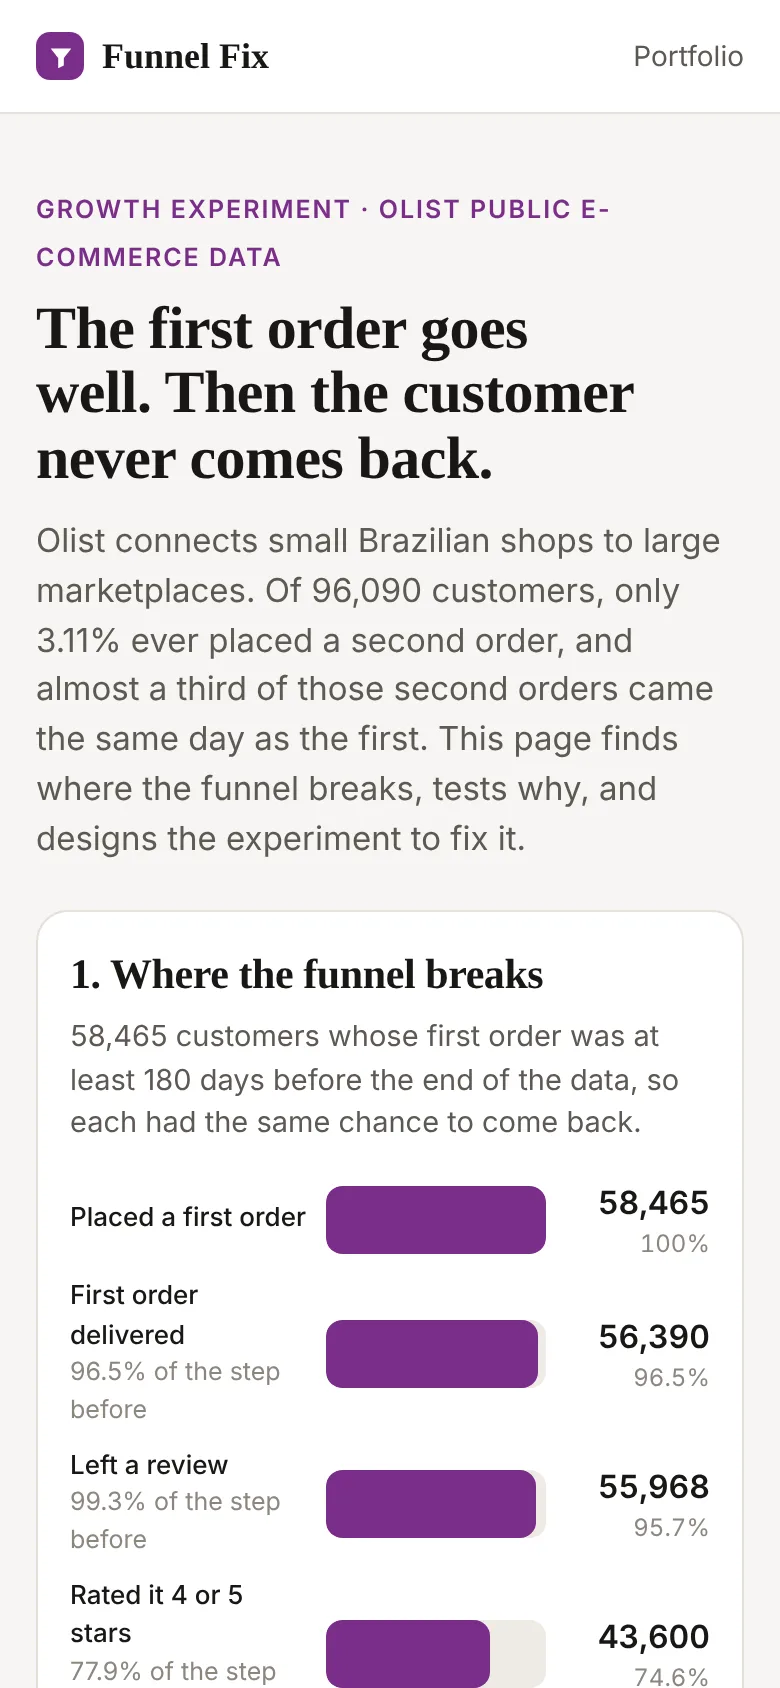 Funnel Fix
Portfolio
GROWTH EXPERIMENT · OLIST PUBLIC E-
COMMERCE DATA
The first order goes
well. Then the customer
never comes back.
Olist connects small Brazilian shops to large
marketplaces. Of 96,090 customers, only
3.11% ever placed a second order, and
almost a third of those second orders came
the same day as the first. This page finds
where the funnel breaks, tests why, and
designs the experiment to fix it.
1. Where the funnel breaks
58,465 customers whose first order was at
least 180 days before the end of the data, so
each had the same chance to come back.
Placed a first order
58,465
100%
First order
delivered
96.5% of the step
before
56,390
96.5%
Left a review
99.3% of the step
before
55,968
95.7%
Rated it 4 or 5
stars
77.9% of the step
43,600
74.6%